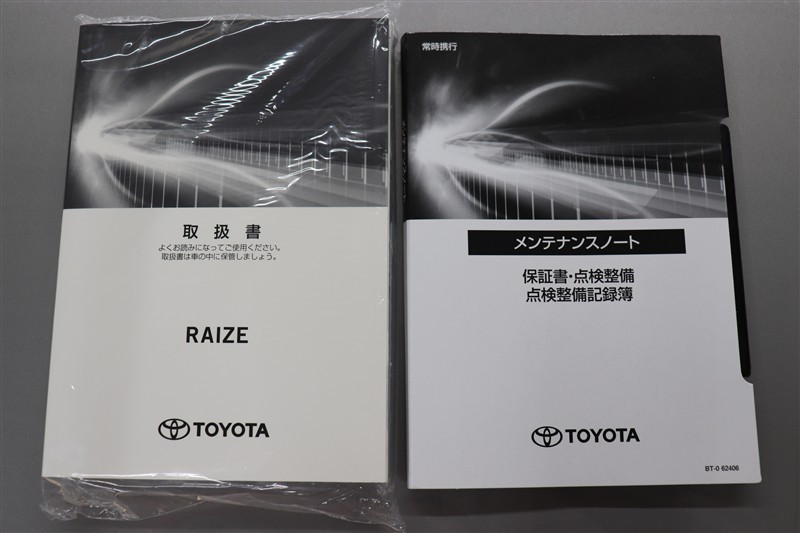 取扱書
よくお読みになってご使用ください。
取扱書は車の中に保管しましょう。
RAIZE
TOYOTA
常時携行
メンテナンスノート
保証書・点検整備
点検整備記録簿
TOYOTA
BT-0 62406